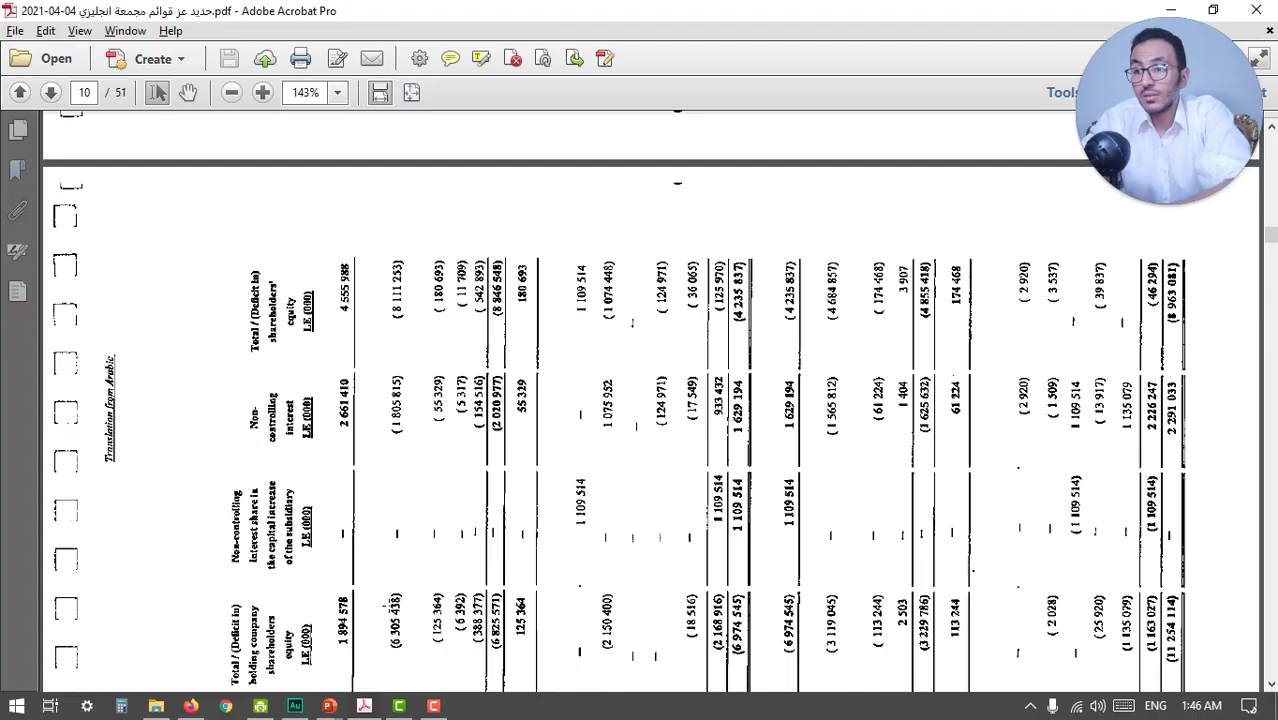 حديد عز قوائم مجمعة انجليزي 04-04-2021.pdf - Adobe Acrobat Pro
File Edit View Window Help
Open Create
10 / 51 143% Tools
Translation from Arabic
Total / (Deficit in) shareholders' equity LE (000)
4 555 988
( 8 111 253)
( 180 693)
( 11 709)
( 542 893)
(8 846 548)
180 693
1 109 514
( 1 074 448)
–
( 124 971)
( 36 065)
( 125 970)
(4 235 837)
( 4 235 837)
( 4 684 857)
( 174 468)
3 907
(4 855 418)
174 468
( 2 920)
( 3 537)
–
( 39 837)
–
( 46 294)
(8 963 081)
Non-controlling interest LE (000)
2 661 410
( 1 805 815)
( 55 329)
( 5 317)
( 154 516)
(2 020 977)
55 329
–
1 075 952
–
( 124 971)
( 17 549)
933 432
1 629 194
1 629 194
( 1 565 812)
( 61 224)
1 404
(1 625 632)
61 224
( 2 920)
( 1 509)
1 109 514
( 13 917)
1 135 079
2 226 247
2 291 033
Non-controlling interest share in the capital increase of the subsidiary LE (000)
–
–
–
–
–
–
–
1 109 514
–
–
–
–
1 109 514
1 109 514
1 109 514
–
–
–
–
–
–
–
(1 109 514)
–
–
(1 109 514)
–
Total / (Deficit in) holding company shareholders equity LE (000)
1 894 578
(6 305 438)
( 125 364)
( 6 392)
( 388 377)
(6 825 571)
125 364
–
(2 150 400)
–
–
( 18 516)
(2 168 916)
(6 974 545)
( 6 974 545)
( 3 119 045)
( 113 244)
2 503
(3 229 786)
113 244
–
( 2 028)
–
( 25 920)
(1 135 079)
(1 163 027)
(11 254 114)
ENG 1:46 AM